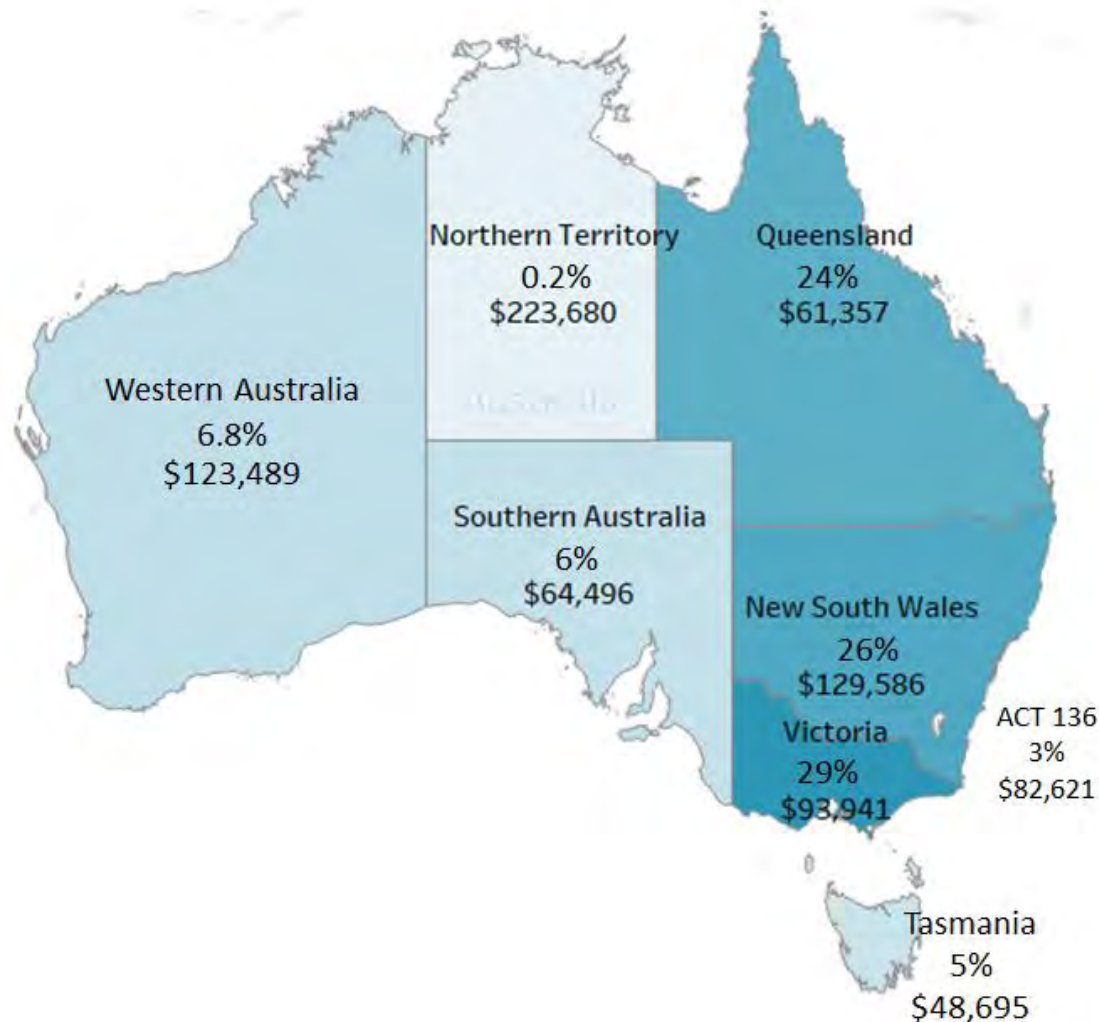 Northern Territory
0.2%
$223,680
Queensland
24%
$61,357
Western Australia
6.8%
$123,489
Southern Australia
6%
$64,496
New South Wales
26%
$129,586
ACT 136
3%
$82,621
Victoria
29%
$93,941
Tasmania
5%
$48,695